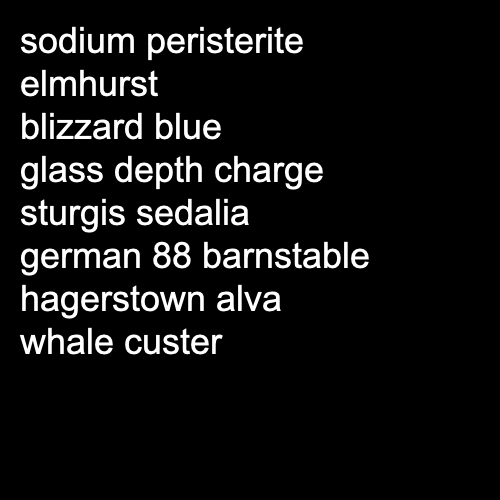 sodium peristerite
elmhurst
blizzard blue
glass depth charge
sturgis sedalia
german 88 barnstable
hagerstown alva
whale custer